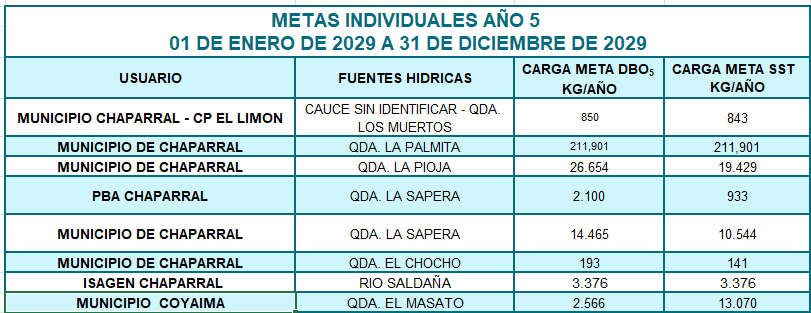 METAS INDIVIDUALES AÑO 5
01 DE ENERO DE 2029 A 31 DE DICIEMBRE DE 2029
USUARIO FUENTES HIDRICAS CARGA META DBO₅ KG/AÑO CARGA META SST KG/AÑO
MUNICIPIO CHAPARRAL - CP EL LIMON CAUCE SIN IDENTIFICAR - QDA. LOS MUERTOS 850 843
MUNICIPIO DE CHAPARRAL QDA. LA PALMITA 211,901 211,901
MUNICIPIO DE CHAPARRAL QDA. LA PIOJA 26.654 19.429
PBA CHAPARRAL QDA. LA SAPERA 2.100 933
MUNICIPIO DE CHAPARRAL QDA. LA SAPERA 14.465 10.544
MUNICIPIO DE CHAPARRAL QDA. EL CHOCHO 193 141
ISAGEN CHAPARRAL RIO SALDAÑA 3.376 3.376
MUNICIPIO COYAIMA QDA. EL MASATO 2.566 13.070